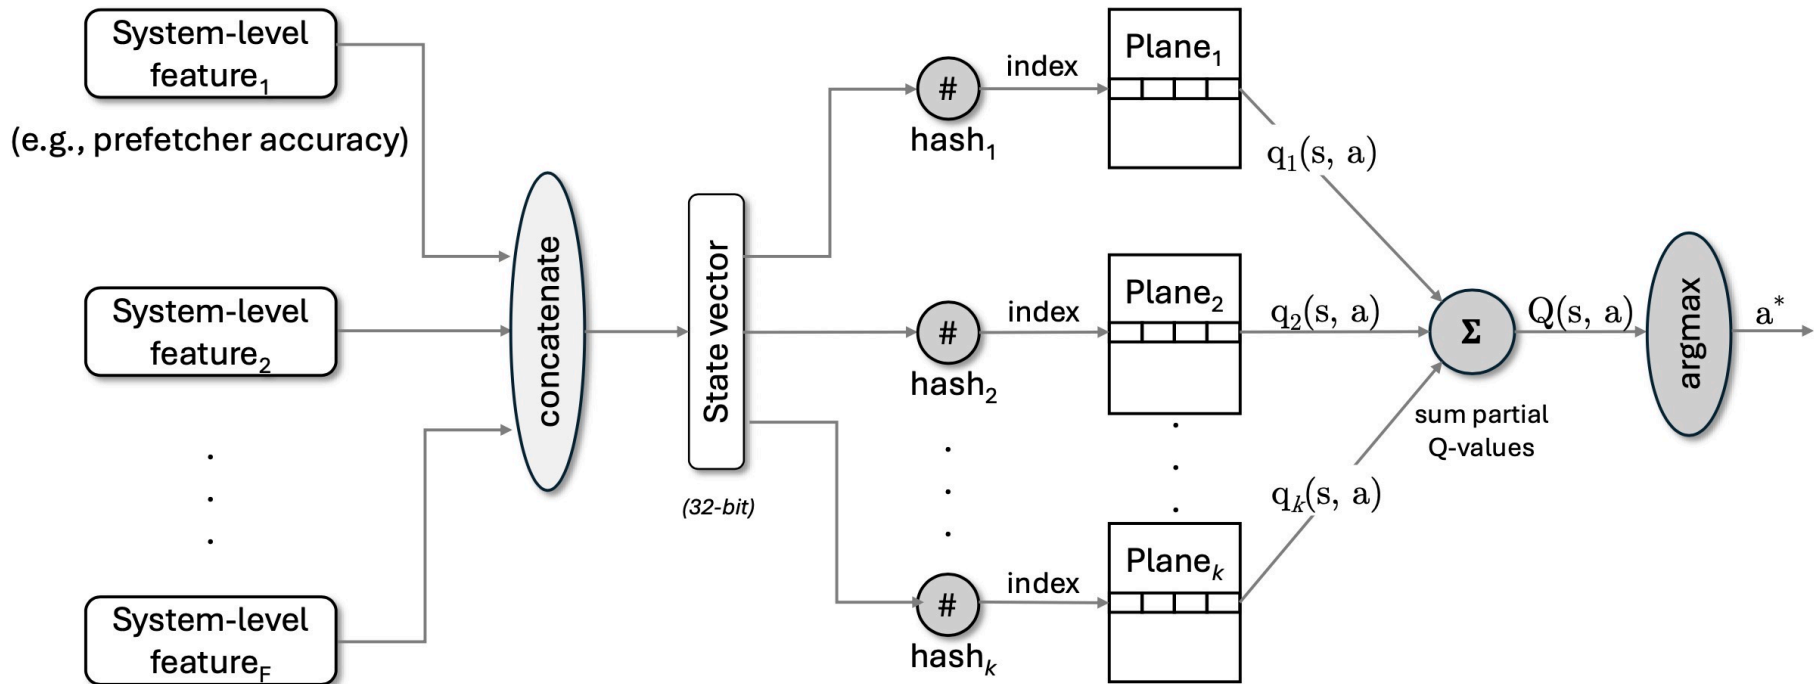 System-level
feature₁
(e.g., prefetcher accuracy)
System-level
feature₂
.
.
.
System-level
feature_F
concatenate
State vector
(32-bit)
#
hash₁
index
Plane₁
q₁(s, a)
#
hash₂
index
Plane₂
q₂(s, a)
.
.
.
.
.
.
#
hashₖ
index
Planeₖ
qₖ(s, a)
Σ
sum partial
Q-values
Q(s, a)
argmax
a*